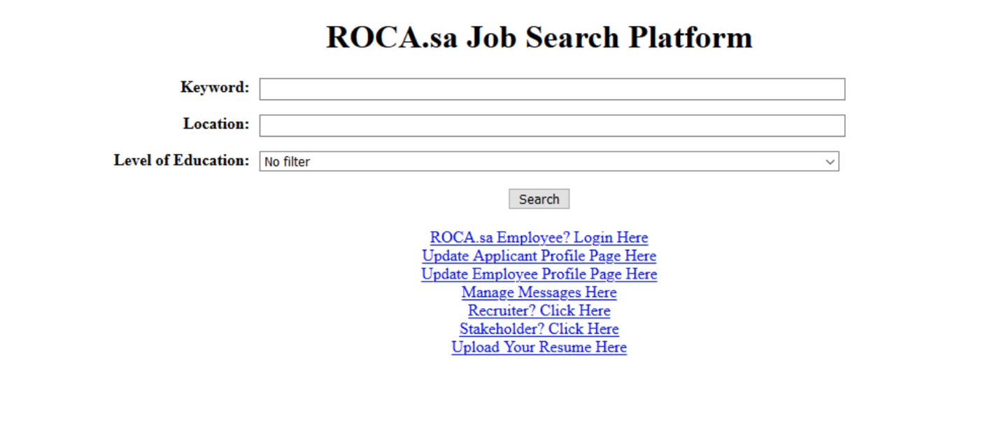 ROCA.sa Job Search Platform
Keyword:
Location:
Level of Education: No filter
Search
ROCA.sa Employee? Login Here
Update Applicant Profile Page Here
Update Employee Profile Page Here
Manage Messages Here
Recruiter? Click Here
Stakeholder? Click Here
Upload Your Resume Here